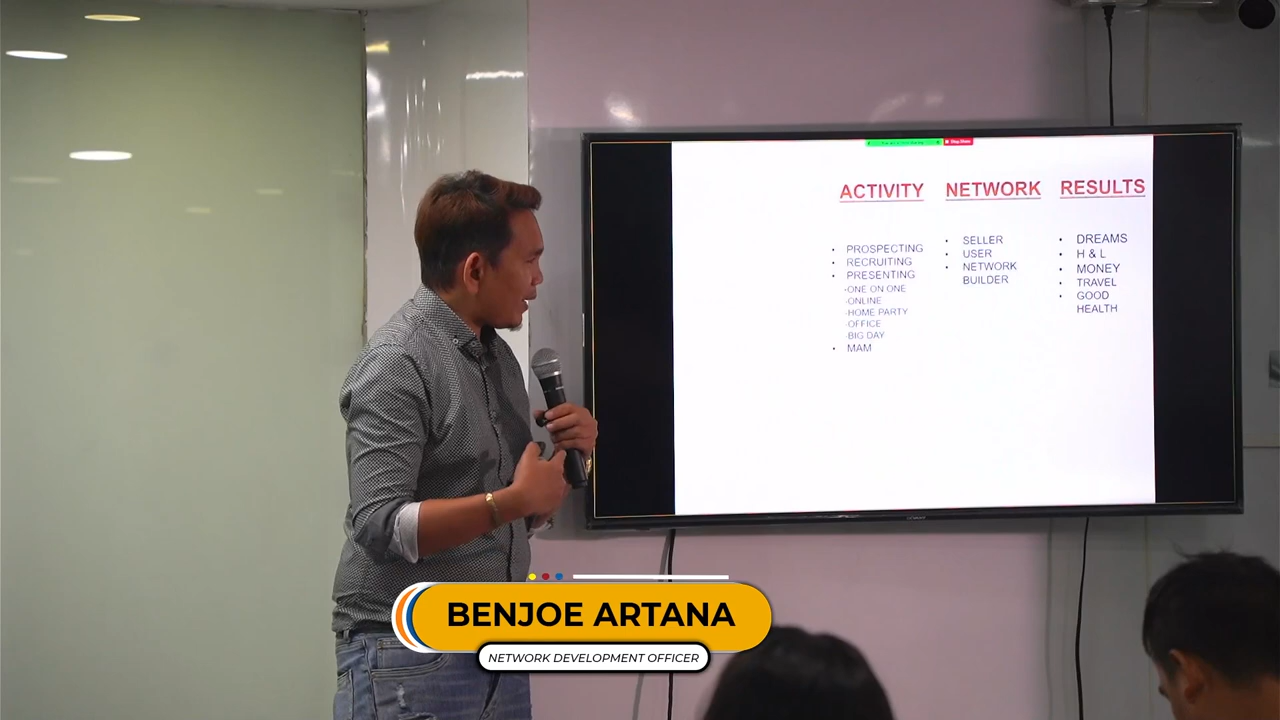 ACTIVITY
• PROSPECTING
• RECRUITING
• PRESENTING
-ONE ON ONE
-ONLINE
-HOME PARTY
-OFFICE
-BIG DAY
• MAM
NETWORK
• SELLER
• USER
• NETWORK
BUILDER
RESULTS
• DREAMS
• H & L
• MONEY
• TRAVEL
• GOOD
HEALTH
BENJOE ARTANA
NETWORK DEVELOPMENT OFFICER